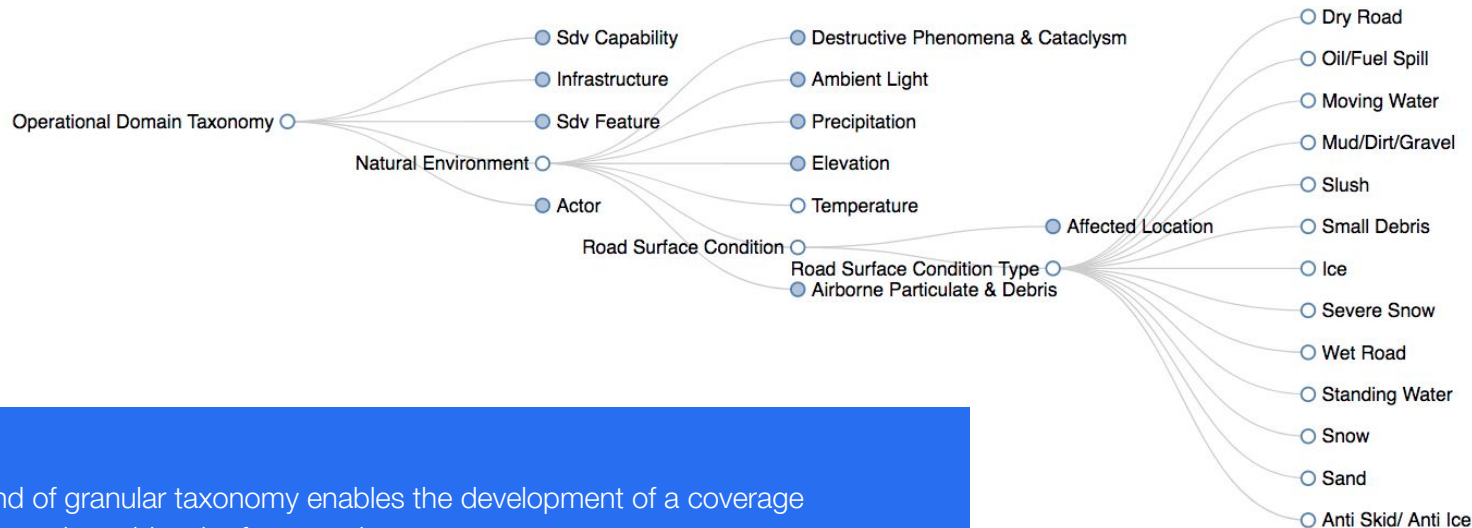 Operational Domain Taxonomy
Sdv Capability
Infrastructure
Sdv Feature
Natural Environment
Actor
Destructive Phenomena & Cataclysm
Ambient Light
Precipitation
Elevation
Temperature
Road Surface Condition
Airborne Particulate & Debris
Affected Location
Road Surface Condition Type
Dry Road
Oil/Fuel Spill
Moving Water
Mud/Dirt/Gravel
Slush
Small Debris
Ice
Severe Snow
Wet Road
Standing Water
Snow
Sand
Anti Skid/ Anti Ice
of granular taxonomy enables the development of a coverage